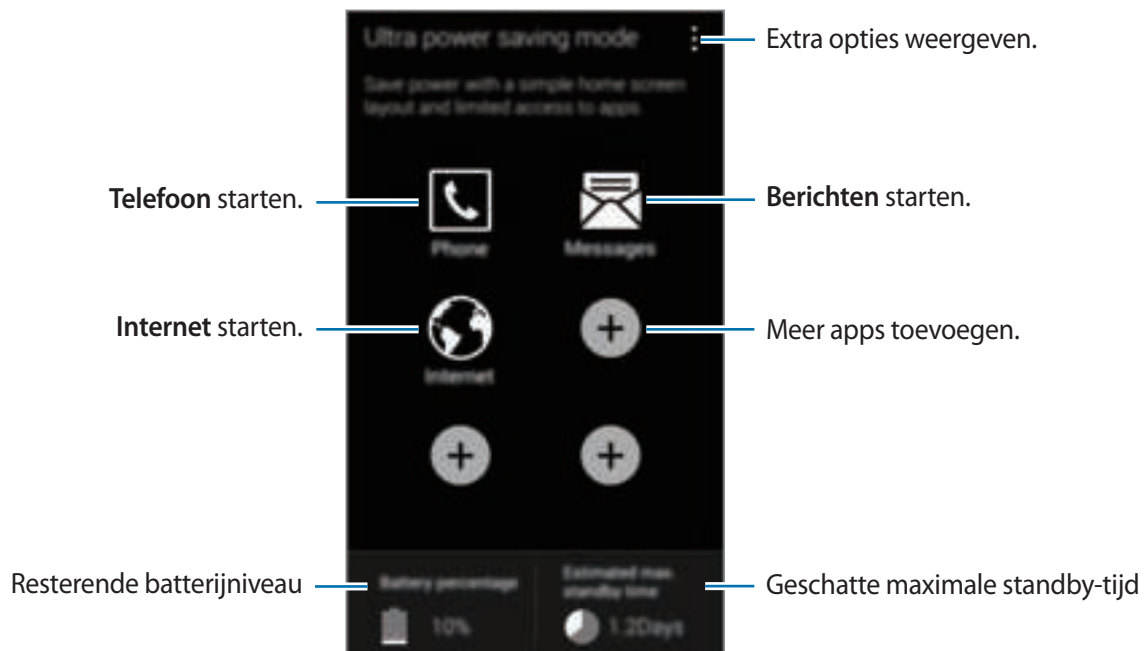 Ultra power saving mode
Extra opties weergeven.
Save power with a simple home screen
layout and limited access to apps
Telefoon starten.
Berichten starten.
Phone
Messages
Internet starten.
Meer apps toevoegen.
Internet
Resterende batterijniveau
Battery percentage
Estimated max.
standby time
Geschatte maximale standby-tijd
10%
1.2Days